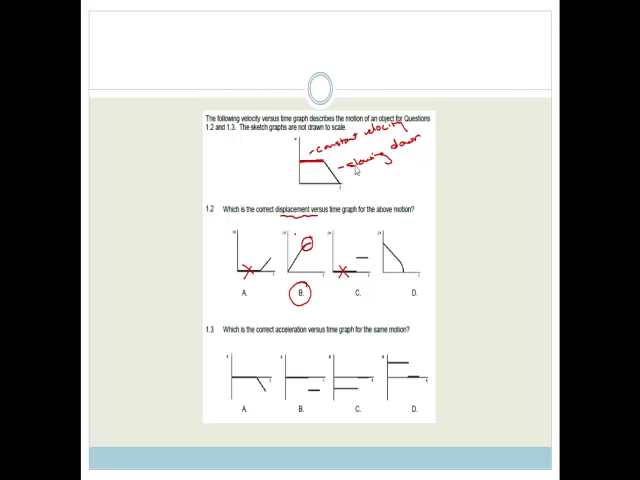 The following velocity versus time graph describes the motion of an object for Questions
1.2 and 1.3. The sketch graphs are not drawn to scale.
v
- constant velocity
- slowing down
t
1.2 Which is the correct displacement versus time graph for the above motion?
A. B. C. D.
1.3 Which is the correct acceleration versus time graph for the same motion?
A. B. C. D.